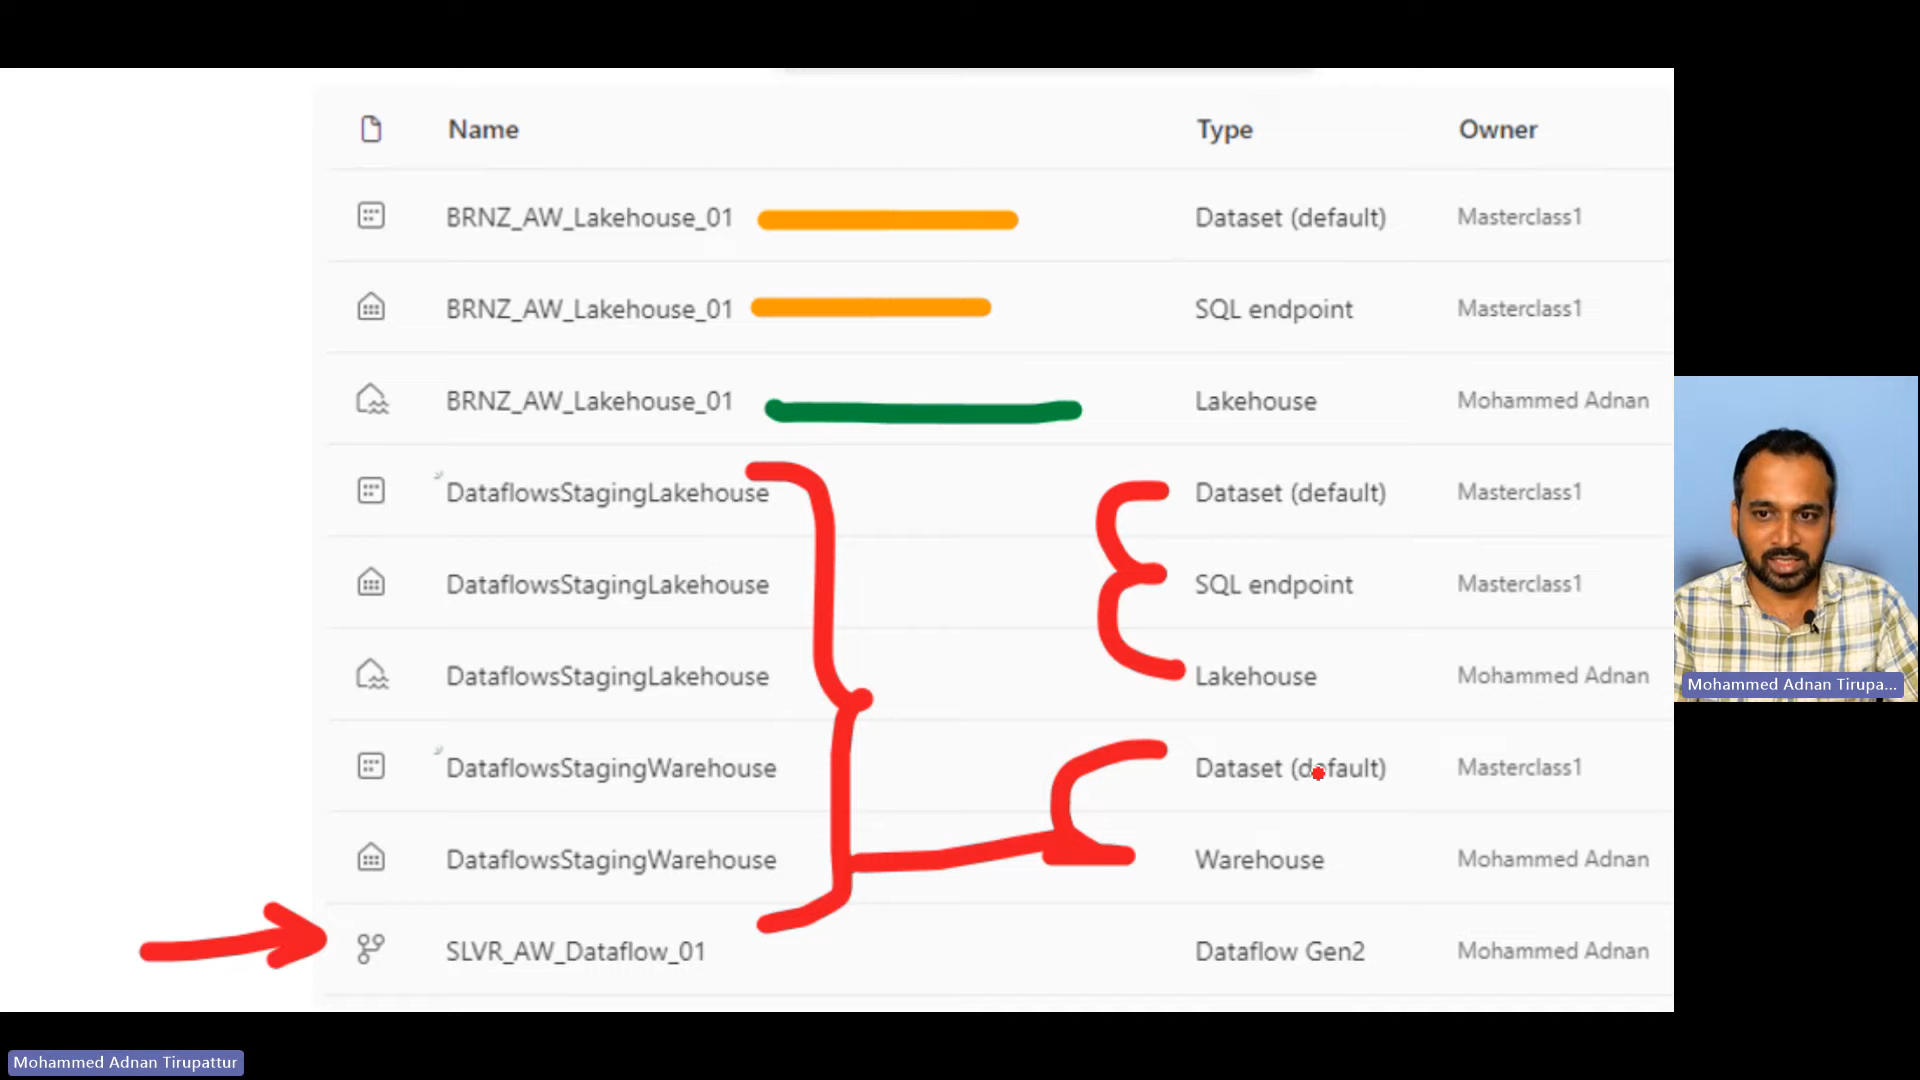 Name Type Owner
BRNZ_AW_Lakehouse_01 Dataset (default) Masterclass1
BRNZ_AW_Lakehouse_01 SQL endpoint Masterclass1
BRNZ_AW_Lakehouse_01 Lakehouse Mohammed Adnan
DataflowsStagingLakehouse Dataset (default) Masterclass1
DataflowsStagingLakehouse SQL endpoint Masterclass1
DataflowsStagingLakehouse Lakehouse Mohammed Adnan
DataflowsStagingWarehouse Dataset (default) Masterclass1
DataflowsStagingWarehouse Warehouse Mohammed Adnan
SLVR_AW_Dataflow_01 Dataflow Gen2 Mohammed Adnan
Mohammed Adnan Tirupa...
Mohammed Adnan Tirupattur